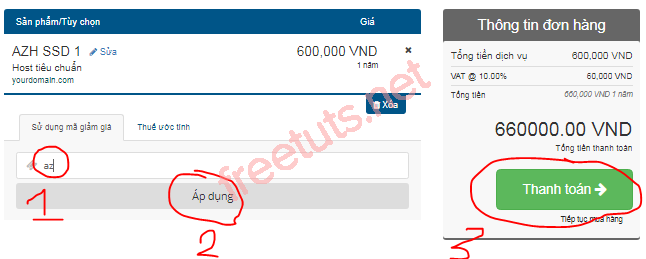 Sản phẩm/Tùy chọn Giá
AZH SSD 1 Sửa 600,000 VND
Host tiêu chuẩn 1 năm
yourdomain.com
Xóa
Sử dụng mã giảm giá Thuế ước tính
az
Áp dụng
1
2
freetuts.net
Thông tin đơn hàng
Tổng tiền dịch vụ 600,000 VND
VAT @ 10.00% 60,000 VND
Tổng tiền 660,000 VND 1 năm
660000.00 VND
Tổng tiền thanh toán
Thanh toán
Tiếp tục mua hàng
3